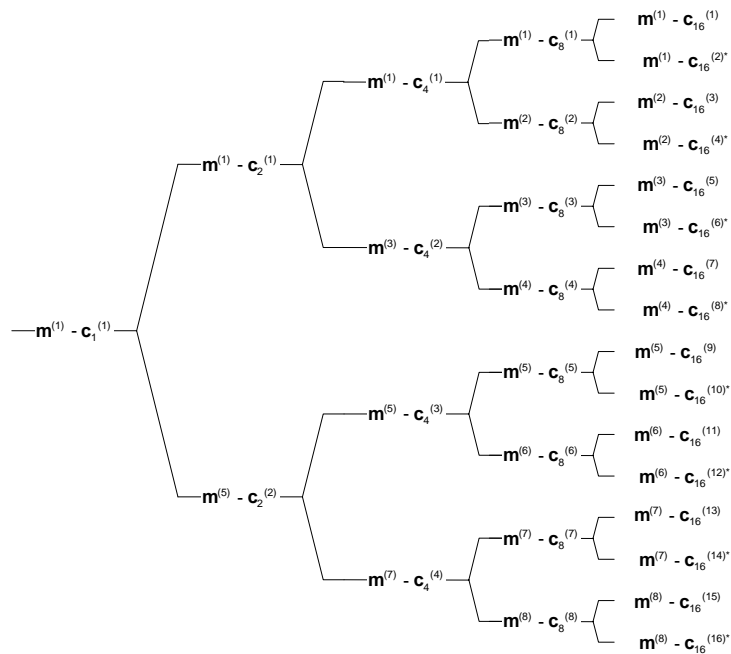 m⁽¹⁾ - c₁⁽¹⁾
m⁽¹⁾ - c₂⁽¹⁾
m⁽⁵⁾ - c₂⁽²⁾
m⁽¹⁾ - c₄⁽¹⁾
m⁽³⁾ - c₄⁽²⁾
m⁽⁵⁾ - c₄⁽³⁾
m⁽⁷⁾ - c₄⁽⁴⁾
m⁽¹⁾ - c₈⁽¹⁾
m⁽²⁾ - c₈⁽²⁾
m⁽³⁾ - c₈⁽³⁾
m⁽⁴⁾ - c₈⁽⁴⁾
m⁽⁵⁾ - c₈⁽⁵⁾
m⁽⁶⁾ - c₈⁽⁶⁾
m⁽⁷⁾ - c₈⁽⁷⁾
m⁽⁸⁾ - c₈⁽⁸⁾
m⁽¹⁾ - c₁₆⁽¹⁾
m⁽¹⁾ - c₁₆⁽²⁾*
m⁽²⁾ - c₁₆⁽³⁾
m⁽²⁾ - c₁₆⁽⁴⁾*
m⁽³⁾ - c₁₆⁽⁵⁾
m⁽³⁾ - c₁₆⁽⁶⁾*
m⁽⁴⁾ - c₁₆⁽⁷⁾
m⁽⁴⁾ - c₁₆⁽⁸⁾*
m⁽⁵⁾ - c₁₆⁽⁹⁾
m⁽⁵⁾ - c₁₆⁽¹⁰⁾*
m⁽⁶⁾ - c₁₆⁽¹¹⁾
m⁽⁶⁾ - c₁₆⁽¹²⁾*
m⁽⁷⁾ - c₁₆⁽¹³⁾
m⁽⁷⁾ - c₁₆⁽¹⁴⁾*
m⁽⁸⁾ - c₁₆⁽¹⁵⁾
m⁽⁸⁾ - c₁₆⁽¹⁶⁾*